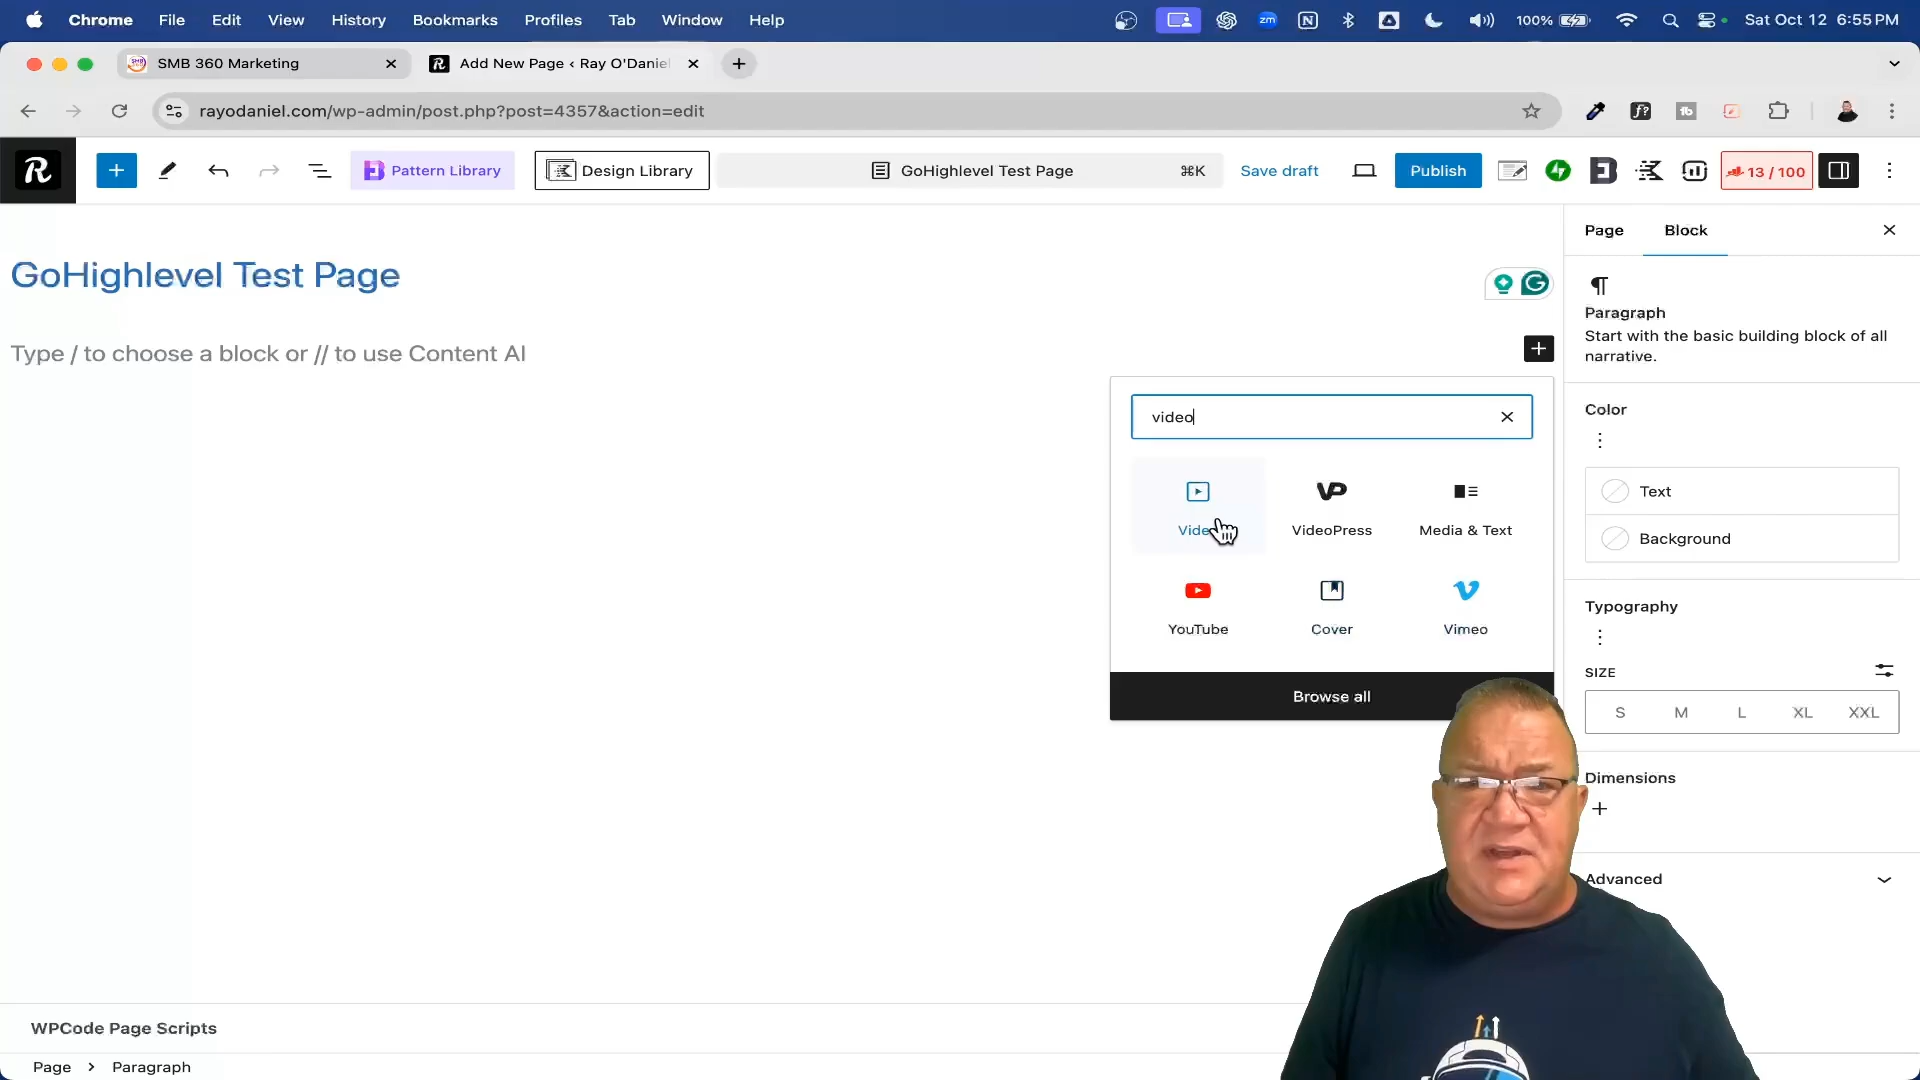 Chrome File Edit View History Bookmarks Profiles Tab Window Help
zm 100% Sat Oct 12 6:55 PM
SMB 360 Marketing
Add New Page ‹ Ray O'Daniel
rayodaniel.com/wp-admin/post.php?post=4357&action=edit
Pattern Library
Design Library
GoHighlevel Test Page ⌘K
Save draft
Publish
13 / 100
Page Block
GoHighlevel Test Page
Type / to choose a block or // to use Content AI
Paragraph
Start with the basic building block of all
narrative.
Color
Text
Background
Typography
SIZE
S M L XL XXL
Dimensions
Advanced
video
VideoPress
Media & Text
YouTube
Cover
Vimeo
Browse all
WPCode Page Scripts
Page > Paragraph